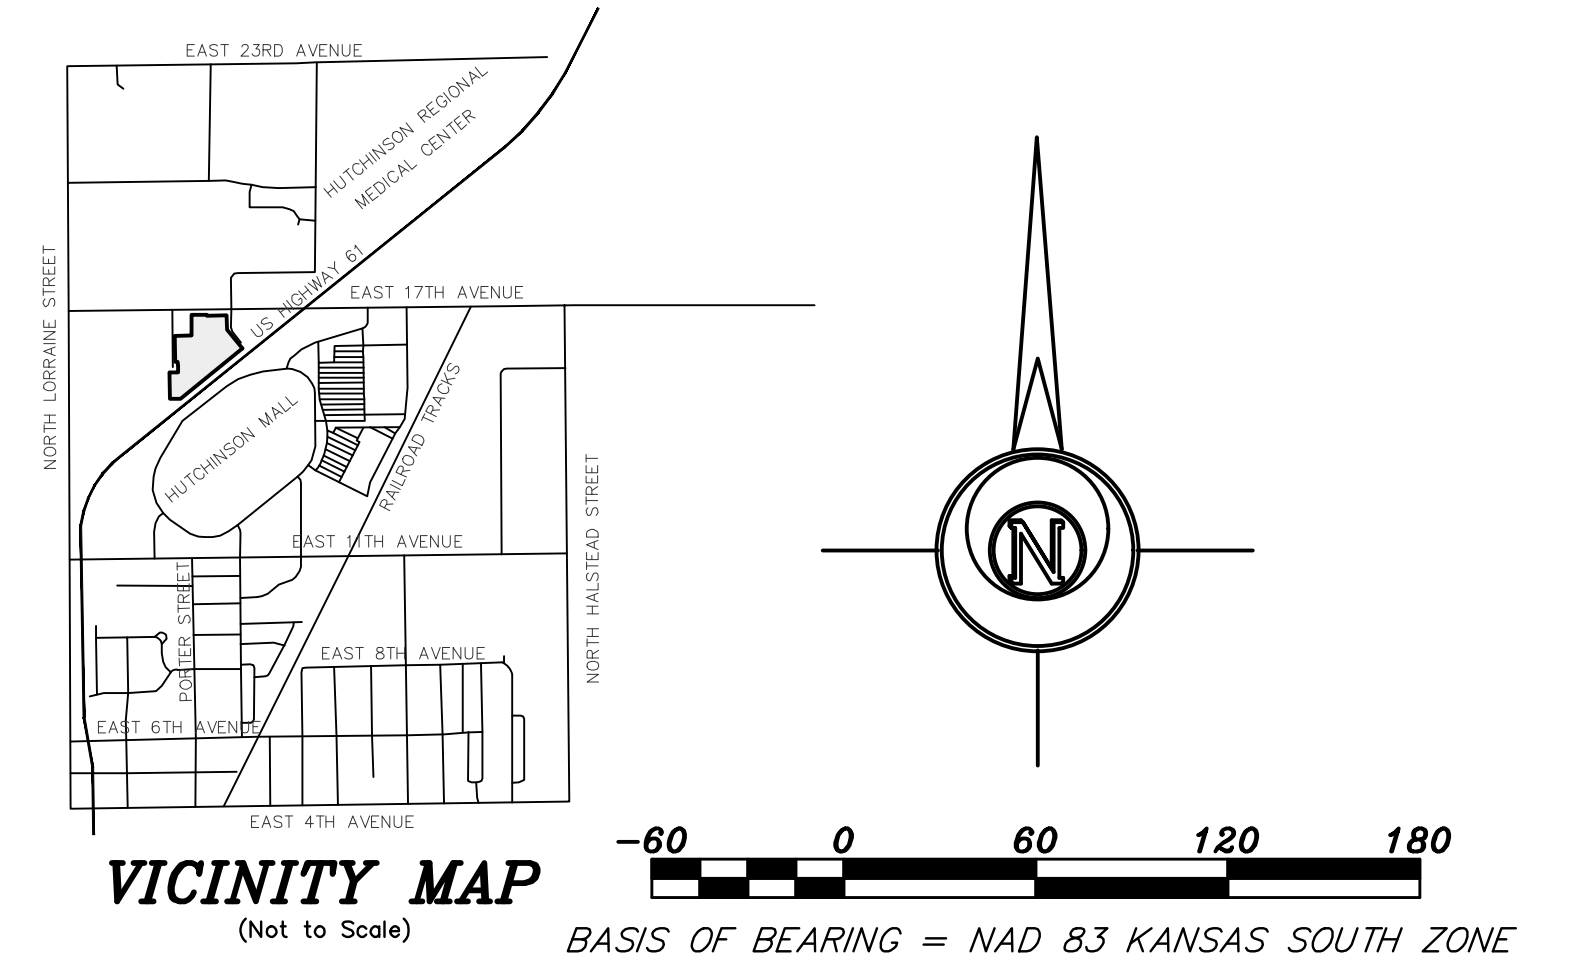 EAST 23RD AVENUE
HUTCHINSON REGIONAL
MEDICAL CENTER
US HIGHWAY 61
EAST 17TH AVENUE
NORTH LORRAINE STREET
HUTCHINSON MALL
RAILROAD TRACKS
EAST 11TH AVENUE
NORTH HALSTEAD STREET
PORTER STREET
EAST 8TH AVENUE
EAST 6TH AVENUE
EAST 4TH AVENUE
VICINITY MAP
(Not to Scale)
N
-60 0 60 120 180
BASIS OF BEARING = NAD 83 KANSAS SOUTH ZONE